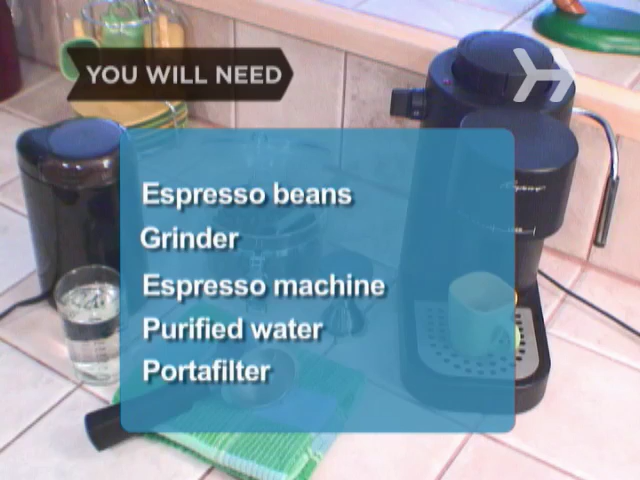 YOU WILL NEED
Espresso beans
Grinder
Espresso machine
Purified water
Portafilter